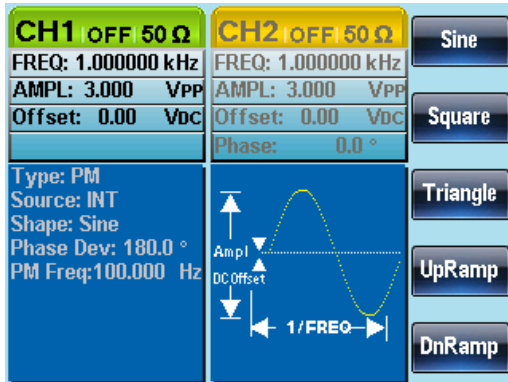 CH1 OFF 50 Ω
FREQ: 1.000000 kHz
AMPL: 3.000 VPP
Offset: 0.00 VDC
CH2 OFF 50 Ω
FREQ: 1.000000 kHz
AMPL: 3.000 VPP
Offset: 0.00 VDC
Phase: 0.0 °
Type: PM
Source: INT
Shape: Sine
Phase Dev: 180.0 °
PM Freq:100.000 Hz
Ampl
DC Offset
1/FREQ
Sine
Square
Triangle
UpRamp
DnRamp